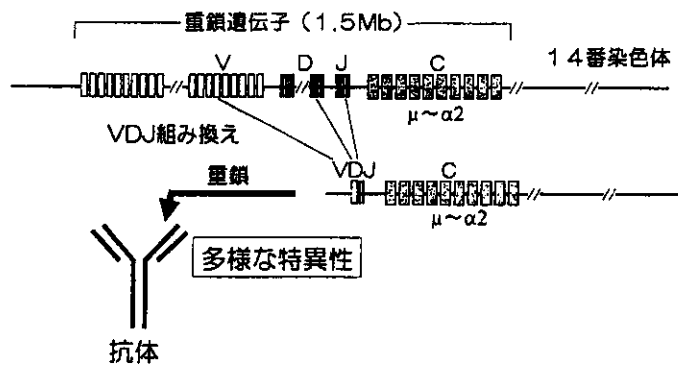 重鎖遺伝子（1.5Mb）
V D J C 14番染色体
μ～α2
VDJ組み換え
VDJ C
重鎖
μ～α2
多様な特異性
抗体